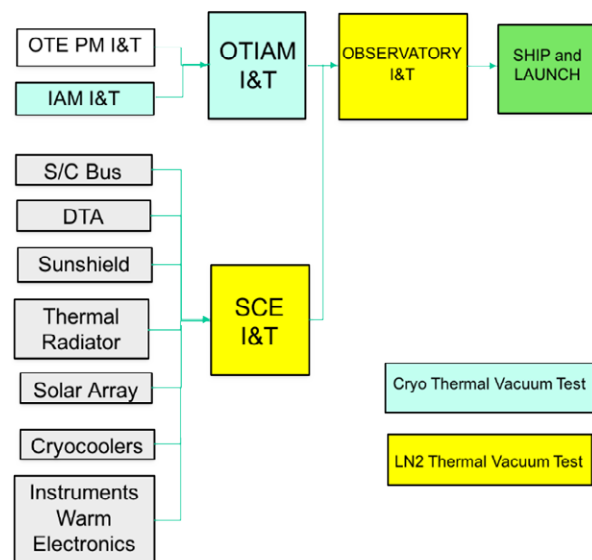 OTE PM I&T
IAM I&T
OTIAM
I&T
OBSERVATORY
I&T
SHIP and
LAUNCH
S/C Bus
DTA
Sunshield
Thermal
Radiator
Solar Array
Cryocoolers
Instruments
Warm
Electronics
SCE
I&T
Cryo Thermal Vacuum Test
LN2 Thermal Vacuum Test